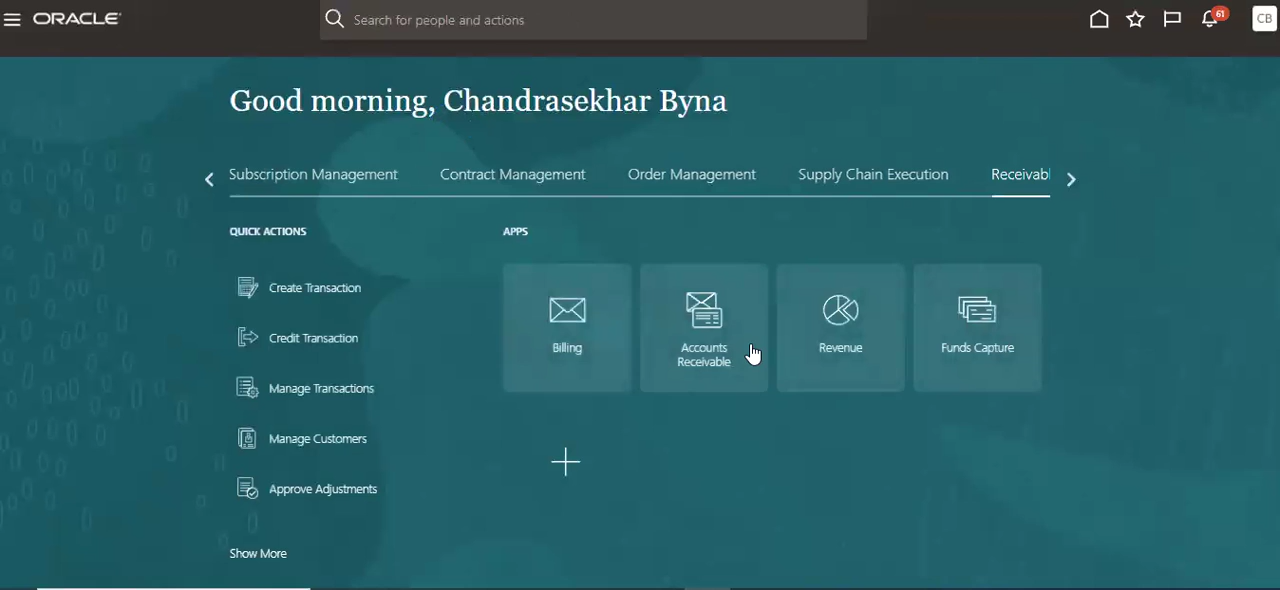 ORACLE
Search for people and actions
61
CB
Good morning, Chandrasekhar Byna
Subscription Management
Contract Management
Order Management
Supply Chain Execution
Receivabl
QUICK ACTIONS
APPS
Create Transaction
Credit Transaction
Manage Transactions
Manage Customers
Approve Adjustments
Show More
Billing
Accounts
Receivable
Revenue
Funds Capture